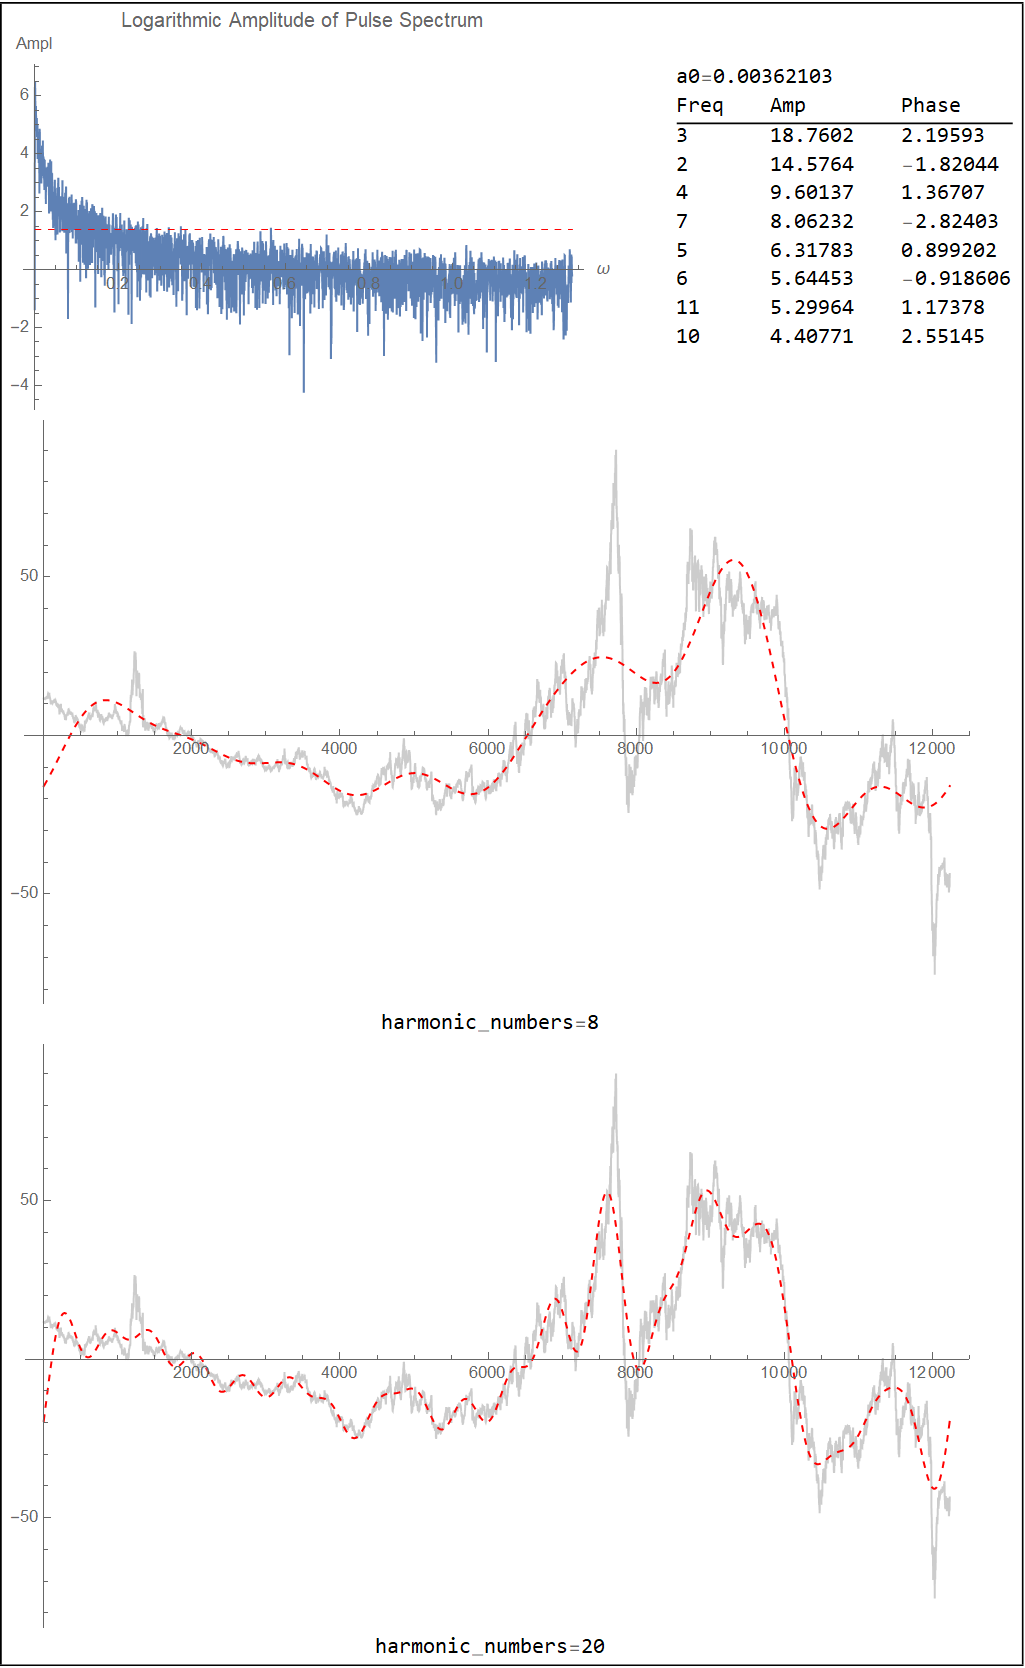 Logarithmic Amplitude of Pulse Spectrum
Ampl
6
4
2
-2
-4
0.2 0.4 0.6 0.8 1.0 1.2 ω
a0=0.00362103
Freq Amp Phase
3 18.7602 2.19593
2 14.5764 -1.82044
4 9.60137 1.36707
7 8.06232 -2.82403
5 6.31783 0.899202
6 5.64453 -0.918606
11 5.29964 1.17378
10 4.40771 2.55145
50
2000 4000 6000 8000 10000 12000
-50
harmonic_numbers=8
50
2000 4000 6000 8000 10000 12000
-50
harmonic_numbers=20